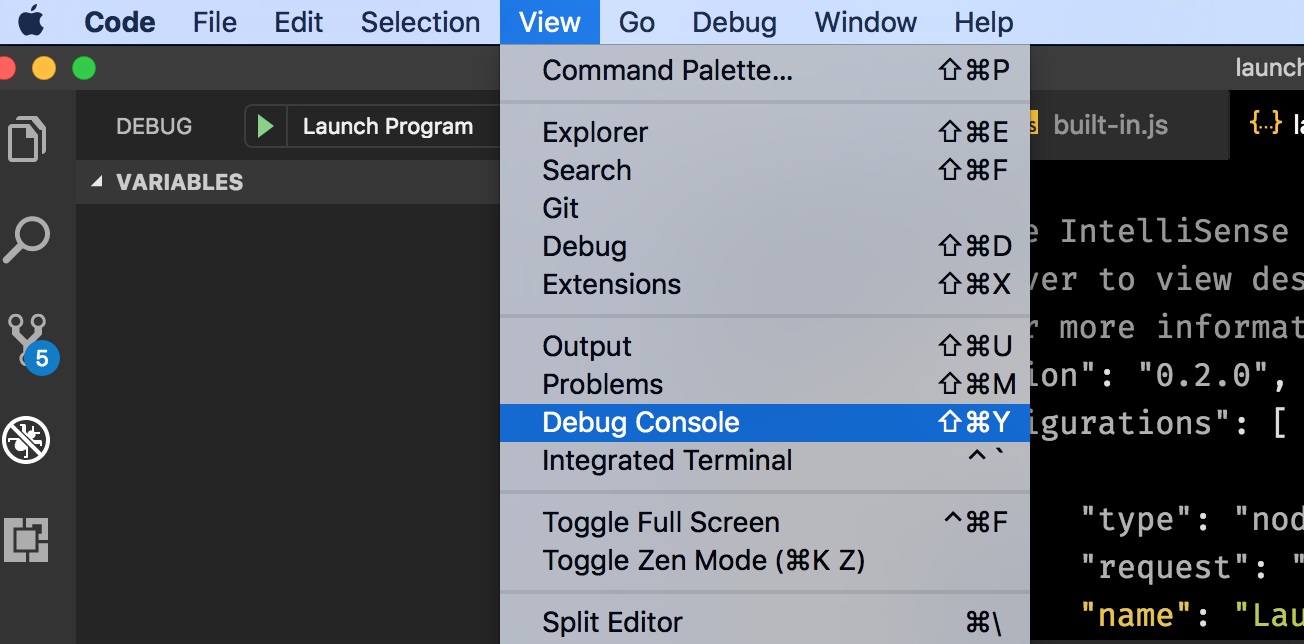 Code File Edit Selection View Go Debug Window Help
launch
DEBUG Launch Program
VARIABLES
5
Command Palette... ⇧⌘P
Explorer ⇧⌘E
Search ⇧⌘F
Git
Debug ⇧⌘D
Extensions ⇧⌘X
Output ⇧⌘U
Problems ⇧⌘M
Debug Console ⇧⌘Y
Integrated Terminal ⌃`
Toggle Full Screen ⌃⌘F
Toggle Zen Mode (⌘K Z)
Split Editor ⌘\
built-in.js {...} la
IntelliSense
ver to view des
more informat
ion": "0.2.0",
igurations": [
"type": "nod
"request": "
"name": "Lau